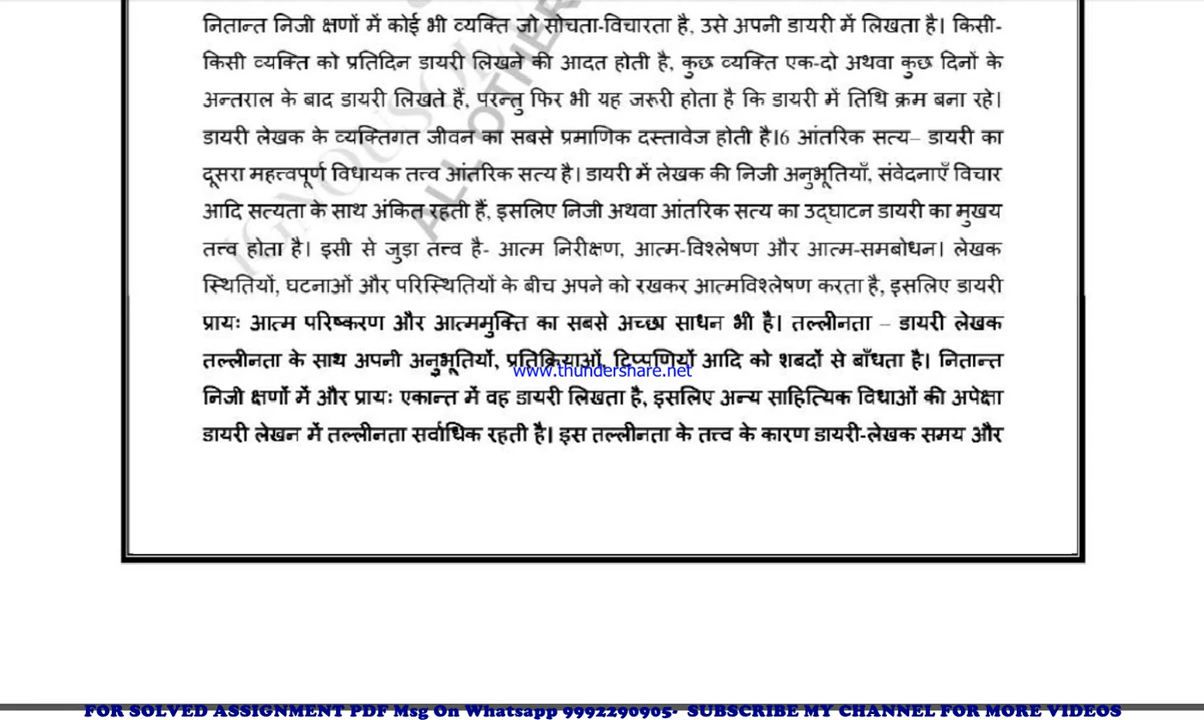 नितान्त निजी क्षणों में कोई भी व्यक्ति जो सोचता-विचारता है, उसे अपनी डायरी में लिखता है। किसी-
किसी व्यक्ति को प्रतिदिन डायरी लिखने की आदत होती है, कुछ व्यक्ति एक-दो अथवा कुछ दिनों के
अन्तराल के बाद डायरी लिखते हैं, परन्तु फिर भी यह जरूरी होता है कि डायरी में तिथि क्रम बना रहे।
डायरी लेखक के व्यक्तिगत जीवन का सबसे प्रमाणिक दस्तावेज होती है।6 आंतरिक सत्य– डायरी का
दूसरा महत्त्वपूर्ण विधायक तत्त्व आंतरिक सत्य है। डायरी में लेखक की निजी अनुभूतियाँ, संवेदनाएँ विचार
आदि सत्यता के साथ अंकित रहती हैं, इसलिए निजी अथवा आंतरिक सत्य का उद्घाटन डायरी का मुखय
तत्त्व होता है। इसी से जुड़ा तत्त्व है- आत्म निरीक्षण, आत्म-विश्लेषण और आत्म-समबोधन। लेखक
स्थितियों, घटनाओं और परिस्थितियों के बीच अपने को रखकर आत्मविश्लेषण करता है, इसलिए डायरी
प्रायः आत्म परिष्करण और आत्ममुक्ति का सबसे अच्छा साधन भी है। तल्लीनता – डायरी लेखक
तल्लीनता के साथ अपनी अनुभूतियों, प्रतिक्रियाओं, टिप्पणियों आदि को शबदों से बाँधता है। नितान्त
www.thundershare.net
निजी क्षणों में और प्रायः एकान्त में वह डायरी लिखता है, इसलिए अन्य साहित्यिक विधाओं की अपेक्षा
डायरी लेखन में तल्लीनता सर्वाधिक रहती है। इस तल्लीनता के तत्त्व के कारण डायरी-लेखक समय और
FOR SOLVED ASSIGNMENT PDF Msg On Whatsapp 9992290905- SUBSCRIBE MY CHANNEL FOR MORE VIDEOS